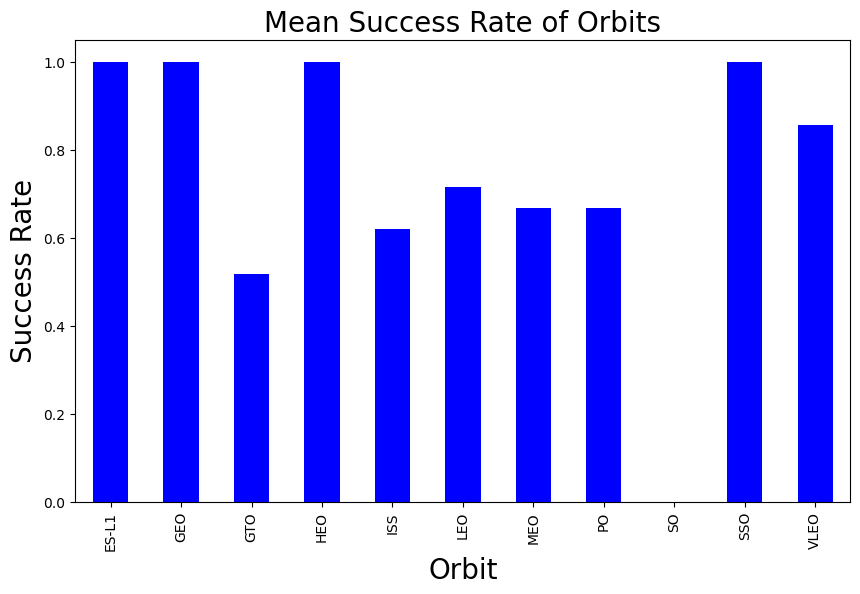 Mean Success Rate of Orbits
Success Rate
1.0
0.8
0.6
0.4
0.2
0.0
ES-L1
GEO
GTO
HEO
ISS
LEO
MEO
PO
SO
SSO
VLEO
Orbit